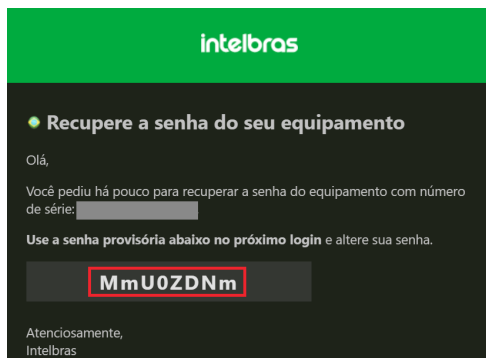 intelbras
Recupere a senha do seu equipamento
Olá,
Você pediu há pouco para recuperar a senha do equipamento com número
de série:
Use a senha provisória abaixo no próximo login e altere sua senha.
MmU0ZDNm
Atenciosamente,
Intelbras